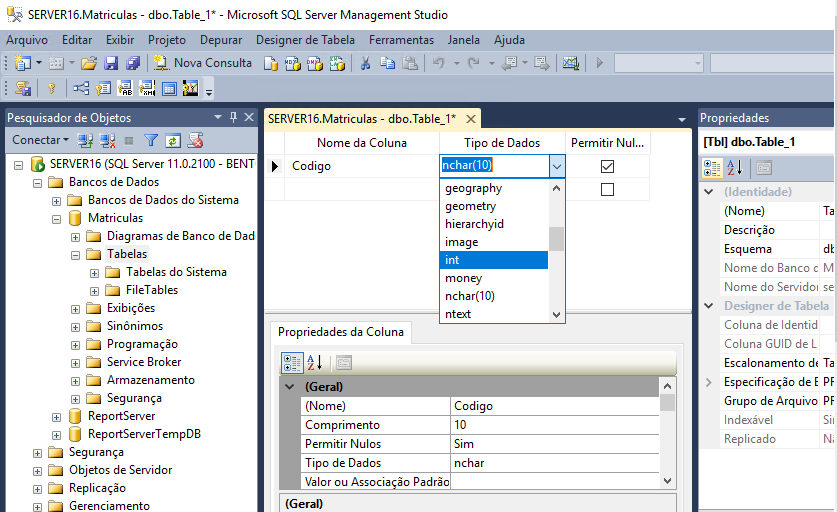 SERVER16.Matriculas - dbo.Table_1* - Microsoft SQL Server Management Studio
Arquivo Editar Exibir Projeto Depurar Designer de Tabela Ferramentas Janela Ajuda
Nova Consulta
Pesquisador de Objetos
Conectar
SERVER16 (SQL Server 11.0.2100 - BENT
Bancos de Dados
Bancos de Dados do Sistema
Matriculas
Diagramas de Banco de Dad
Tabelas
Tabelas do Sistema
FileTables
Exibições
Sinônimos
Programação
Service Broker
Armazenamento
Segurança
ReportServer
ReportServerTempDB
Segurança
Objetos de Servidor
Replicação
Gerenciamento
SERVER16.Matriculas - dbo.Table_1*
Nome da Coluna Tipo de Dados Permitir Nul...
Codigo nchar(10)
geography
geometry
hierarchyid
image
int
money
nchar(10)
ntext
Propriedades da Coluna
(Geral)
(Nome) Codigo
Comprimento 10
Permitir Nulos Sim
Tipo de Dados nchar
Valor ou Associação Padrão
(Geral)
Propriedades
[Tbl] dbo.Table_1
(Identidade)
(Nome) Ta
Descrição
Esquema db
Nome do Banco d M
Nome do Servidor se
Designer de Tabela
Coluna de Identid
Coluna GUID de L
Escalonamento de Ta
Especificação de E PF
Grupo de Arquivo PF
Indexável Sir
Replicado Nã